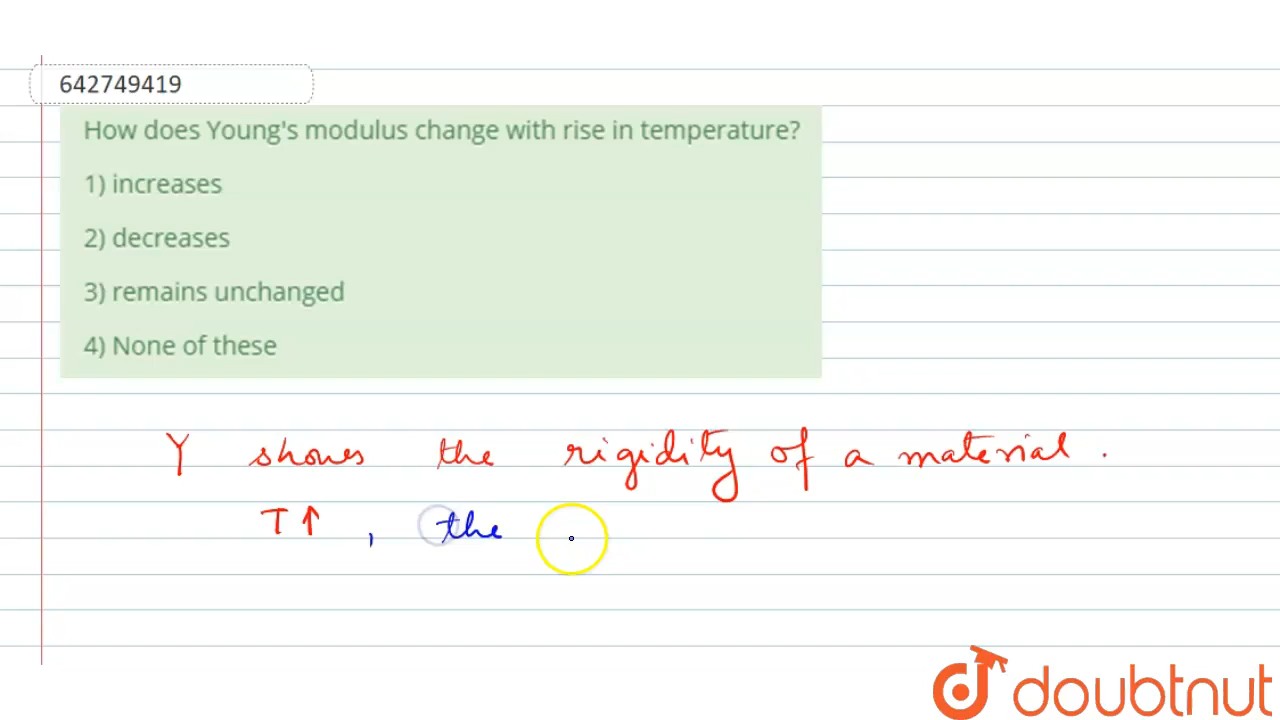 642749419
How does Young's modulus change with rise in temperature?
1) increases
2) decreases
3) remains unchanged
4) None of these
Y shows the rigidity of a material.
T↑, the
doubtnut